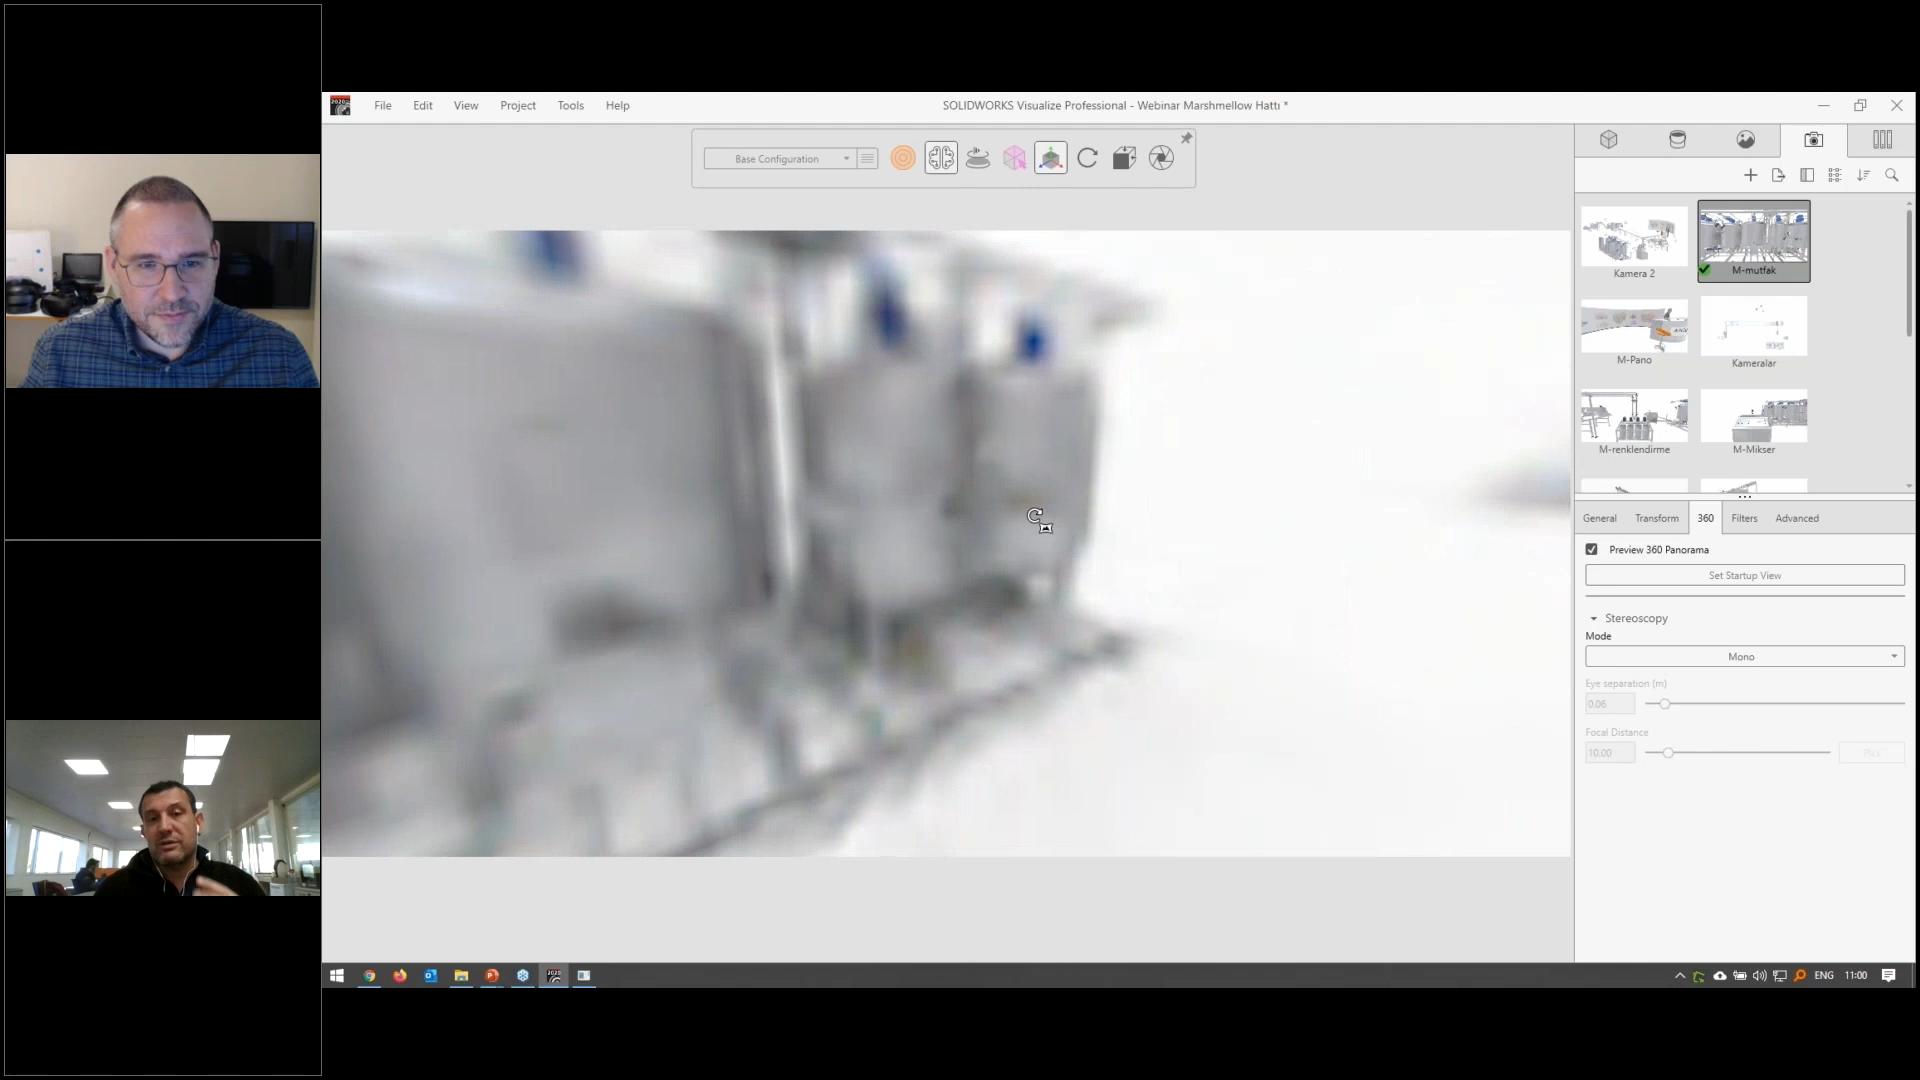 File Edit View Project Tools Help
SOLIDWORKS Visualize Professional - Webinar Marshmellow Hattı *
Base Configuration
Kamera 2
M-mutfak
M-Pano
Kameralar
M-renklendirme
M-Mikser
General Transform 360 Filters Advanced
Preview 360 Panorama
Set Startup View
Stereoscopy
Mode
Mono
Eye separation (m)
0.06
Focal Distance
10.00
ENG 11:00